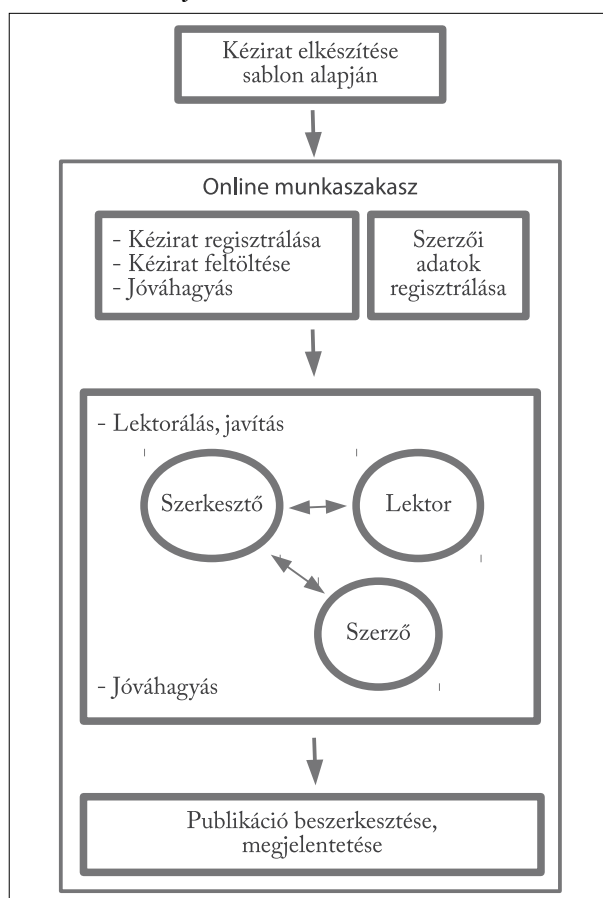 Kézirat elkészítése
sablon alapján
Online munkaszakasz
- Kézirat regisztrálása
- Kézirat feltöltése
- Jóváhagyás
Szerzői
adatok
regisztrálása
- Lektorálás, javítás
Szerkesztő
Lektor
Szerző
- Jóváhagyás
Publikáció beszerkesztése,
megjelentetése